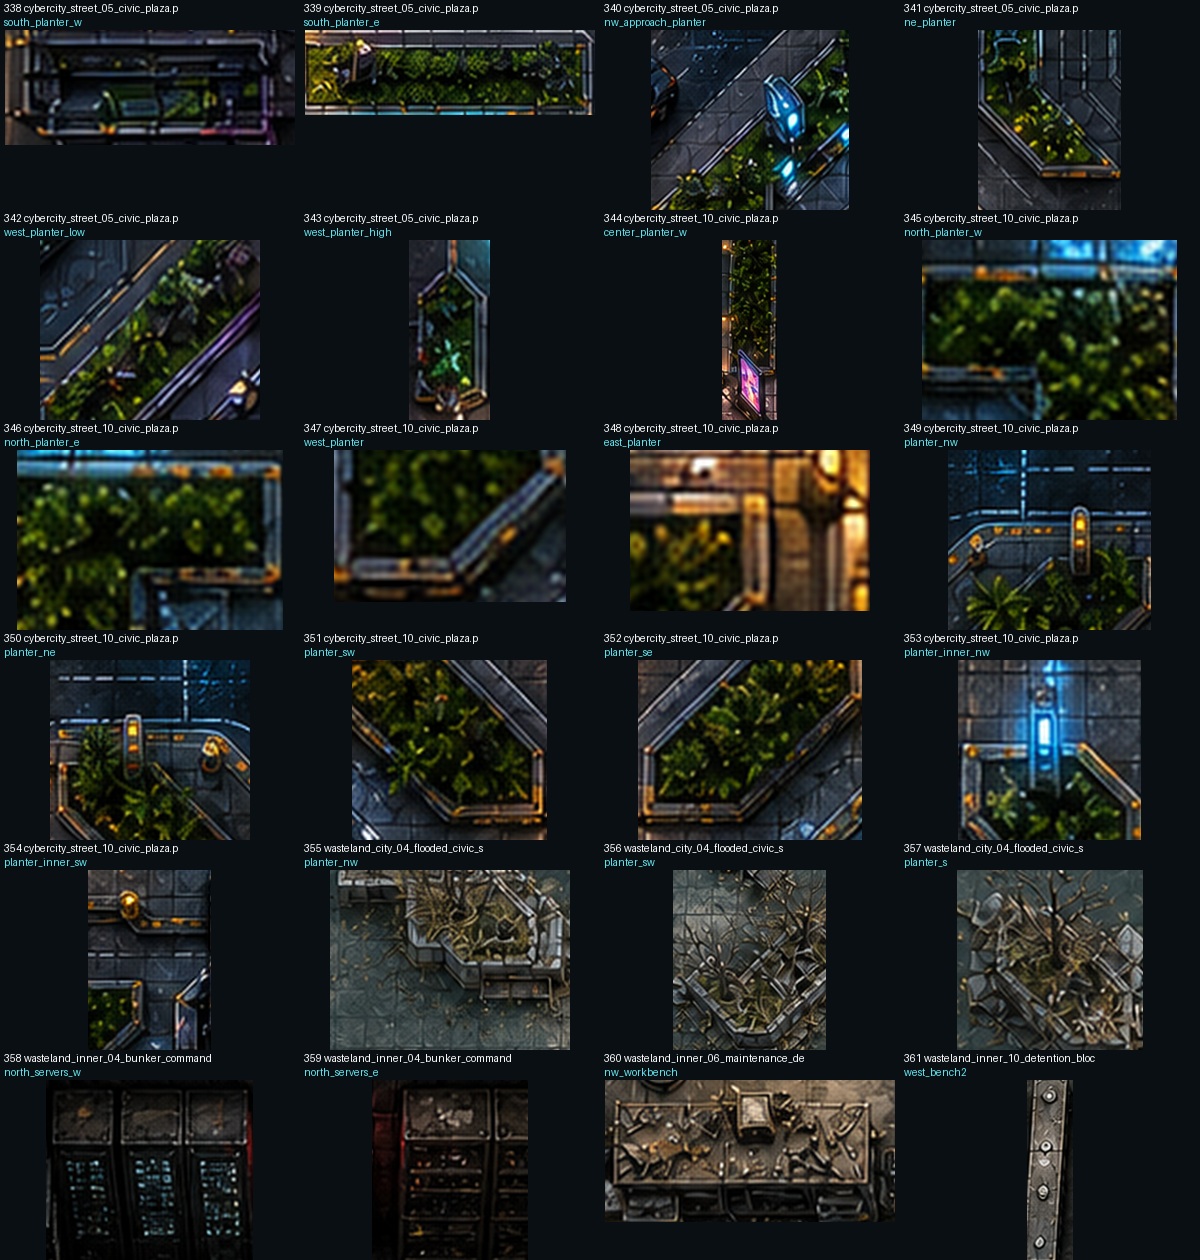 338 cybercity_street_05_civic_plaza.p
south_planter_w
339 cybercity_street_05_civic_plaza.p
south_planter_e
340 cybercity_street_05_civic_plaza.p
nw_approach_planter
341 cybercity_street_05_civic_plaza.p
ne_planter
342 cybercity_street_05_civic_plaza.p
west_planter_low
343 cybercity_street_05_civic_plaza.p
west_planter_high
344 cybercity_street_10_civic_plaza.p
center_planter_w
345 cybercity_street_10_civic_plaza.p
north_planter_w
346 cybercity_street_10_civic_plaza.p
north_planter_e
347 cybercity_street_10_civic_plaza.p
west_planter
348 cybercity_street_10_civic_plaza.p
east_planter
349 cybercity_street_10_civic_plaza.p
planter_nw
350 cybercity_street_10_civic_plaza.p
planter_ne
351 cybercity_street_10_civic_plaza.p
planter_sw
352 cybercity_street_10_civic_plaza.p
planter_se
353 cybercity_street_10_civic_plaza.p
planter_inner_nw
354 cybercity_street_10_civic_plaza.p
planter_inner_sw
355 wasteland_city_04_flooded_civic_s
planter_nw
356 wasteland_city_04_flooded_civic_s
planter_sw
357 wasteland_city_04_flooded_civic_s
planter_s
358 wasteland_inner_04_bunker_command
north_servers_w
359 wasteland_inner_04_bunker_command
north_servers_e
360 wasteland_inner_06_maintenance_de
nw_workbench
361 wasteland_inner_10_detention_bloc
west_bench2